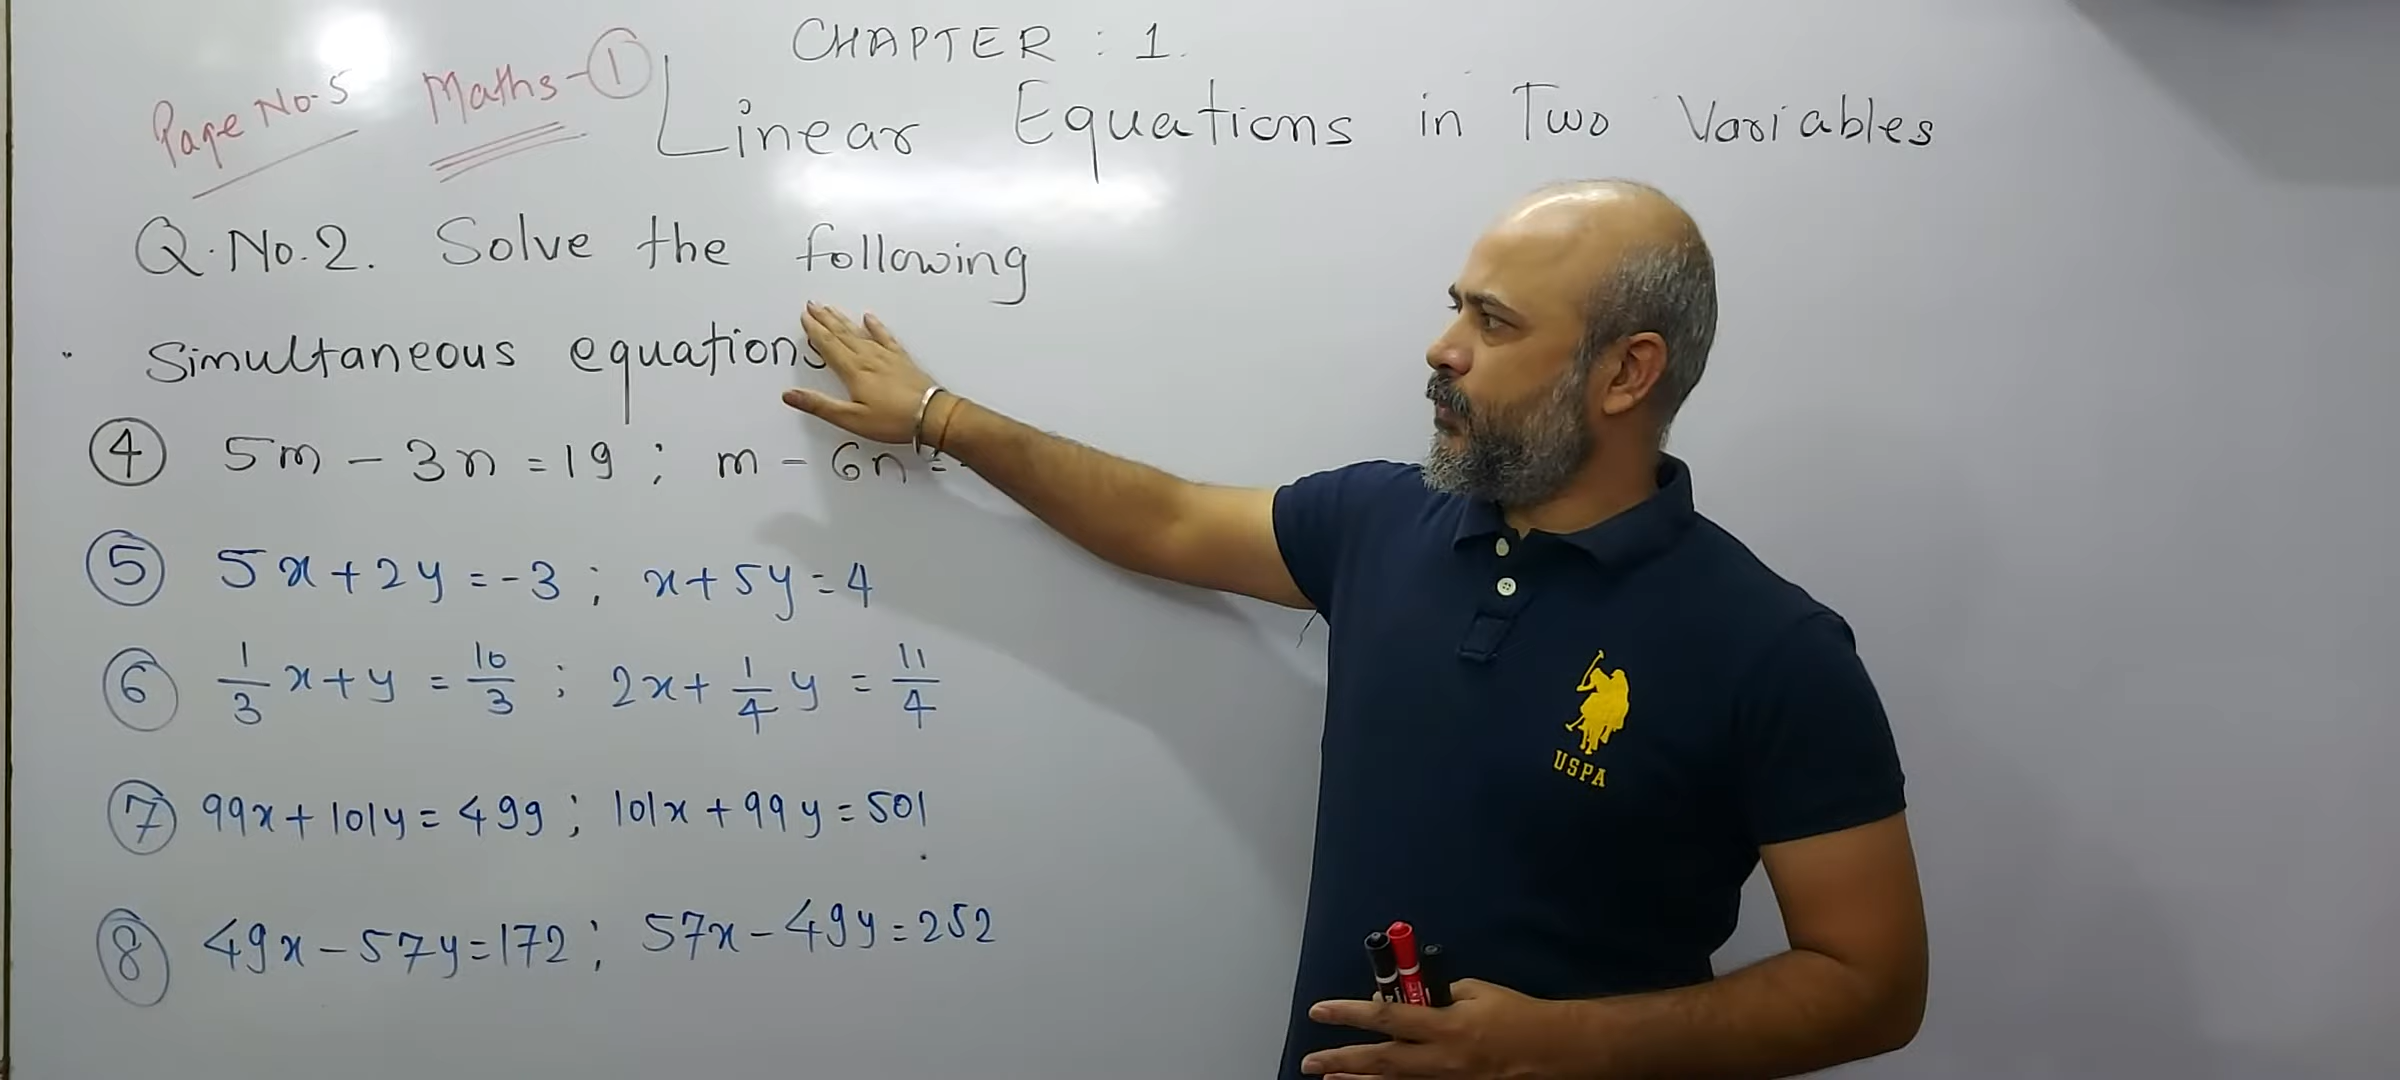 CHAPTER : 1.
Page No.5 Maths-①
Linear Equations in Two Variables
Q.No.2. Solve the following
Simultaneous equations
④ 5m - 3n = 19 ; m - 6n =
⑤ 5x + 2y = -3 ; x + 5y = 4
⑥ 1/3 x + y = 10/3 ; 2x + 1/4 y = 11/4
⑦ 99x + 101y = 499 ; 101x + 99y = 501
⑧ 49x - 57y = 172 ; 57x - 49y = 252
USPA